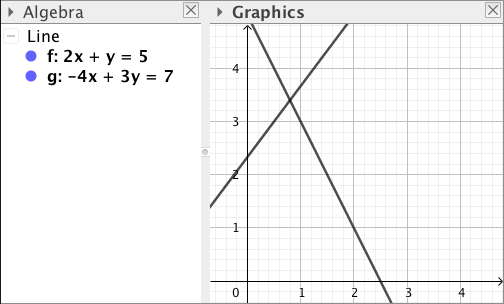 Algebra
Line
f: 2x + y = 5
g: −4x + 3y = 7
Graphics
4
3
2
1
0
1
2
3
4